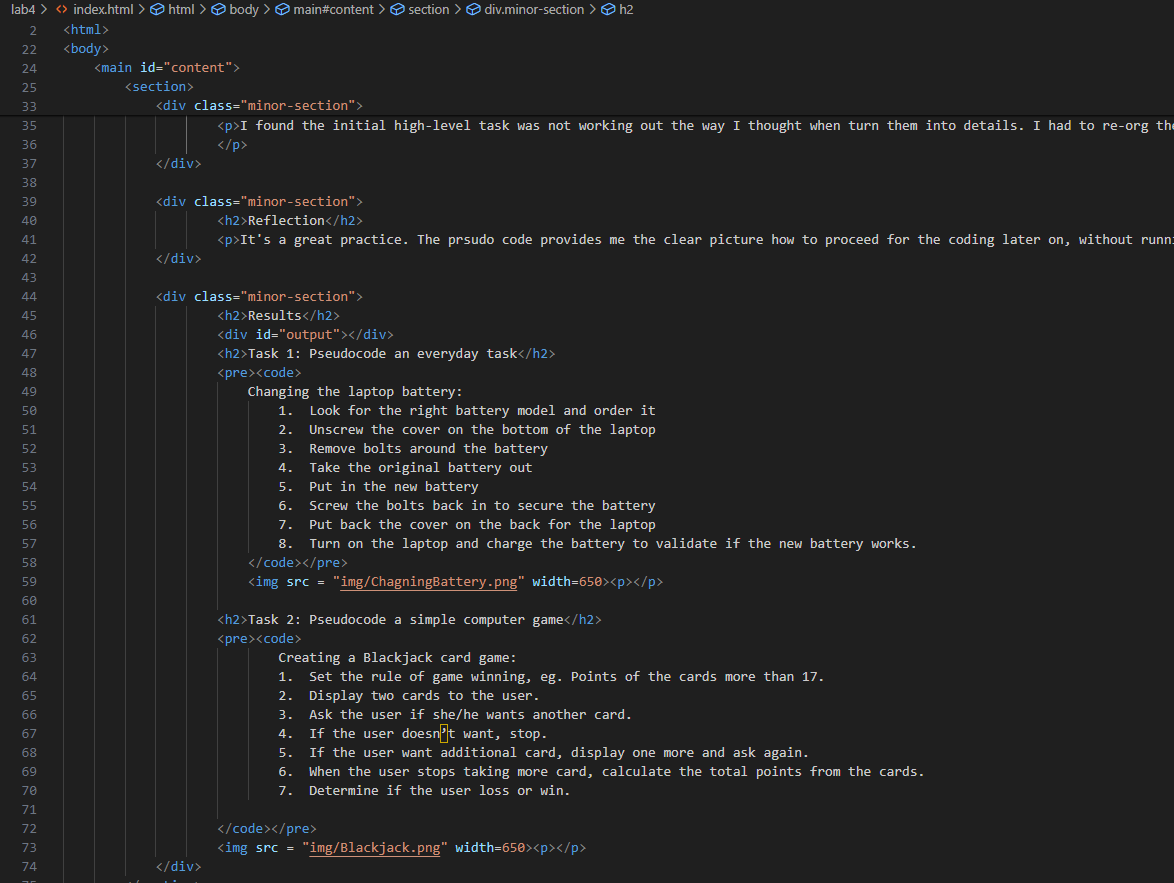 lab4 > <> index.html > html > body > main#content > section > div.minor-section > h2
2 <html>
22 <body>
24 <main id="content">
25 <section>
33 <div class="minor-section">
35 <p>I found the initial high-level task was not working out the way I thought when turn them into details. I had to re-org the
36 </p>
37 </div>
38
39 <div class="minor-section">
40 <h2>Reflection</h2>
41 <p>It's a great practice. The prsudo code provides me the clear picture how to proceed for the coding later on, without runni
42 </div>
43
44 <div class="minor-section">
45 <h2>Results</h2>
46 <div id="output"></div>
47 <h2>Task 1: Pseudocode an everyday task</h2>
48 <pre><code>
49 Changing the laptop battery:
50 1. Look for the right battery model and order it
51 2. Unscrew the cover on the bottom of the laptop
52 3. Remove bolts around the battery
53 4. Take the original battery out
54 5. Put in the new battery
55 6. Screw the bolts back in to secure the battery
56 7. Put back the cover on the back for the laptop
57 8. Turn on the laptop and charge the battery to validate if the new battery works.
58 </code></pre>
59 <img src = "img/ChagningBattery.png" width=650><p></p>
60
61 <h2>Task 2: Pseudocode a simple computer game</h2>
62 <pre><code>
63 Creating a Blackjack card game:
64 1. Set the rule of game winning, eg. Points of the cards more than 17.
65 2. Display two cards to the user.
66 3. Ask the user if she/he wants another card.
67 4. If the user doesn’t want, stop.
68 5. If the user want additional card, display one more and ask again.
69 6. When the user stops taking more card, calculate the total points from the cards.
70 7. Determine if the user loss or win.
71
72 </code></pre>
73 <img src = "img/Blackjack.png" width=650><p></p>
74 </div>